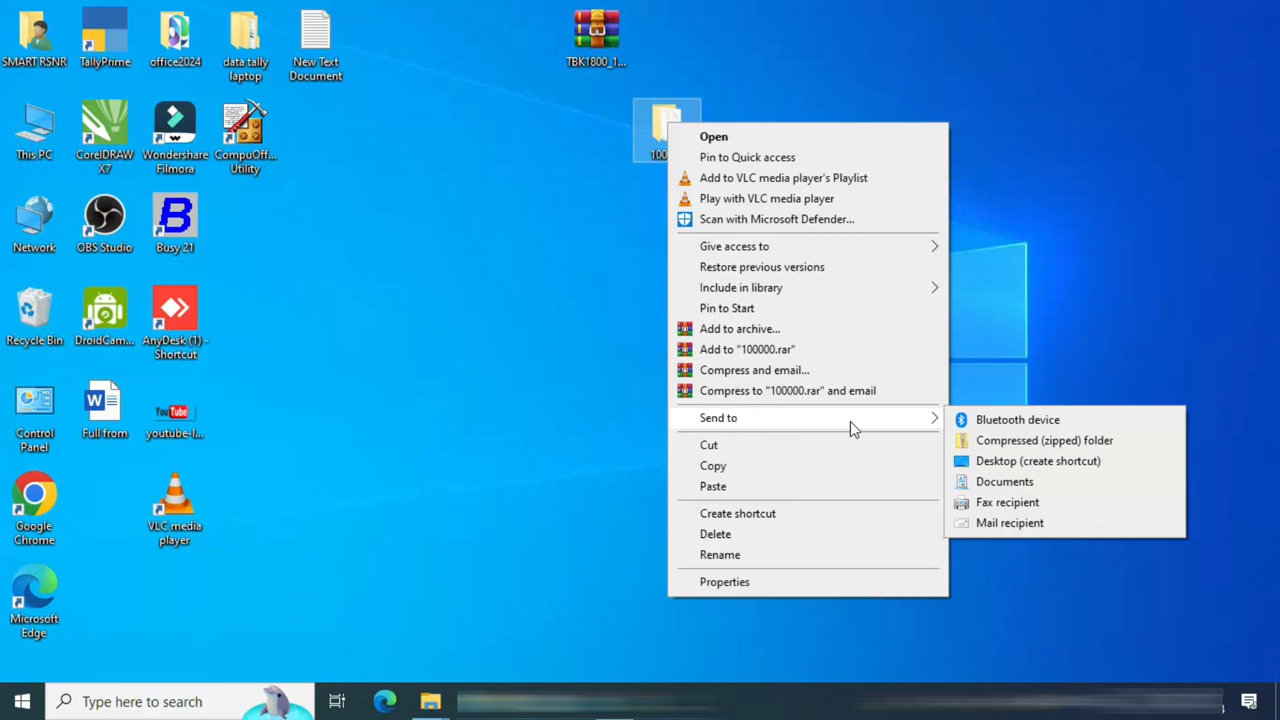 SMART RSNR
TallyPrime
office2024
data tally
laptop
New Text
Document
TBK1800_1...
This PC
CorelDRAW
X7
Wondershare
Filmora
CompuOff...
Utility
100
Network
OBS Studio
Busy 21
Recycle Bin
DroidCam...
AnyDesk (1) -
Shortcut
Control
Panel
Full from
youtube-l...
Google
Chrome
VLC media
player
Microsoft
Edge
Open
Pin to Quick access
Add to VLC media player's Playlist
Play with VLC media player
Scan with Microsoft Defender...
Give access to
Restore previous versions
Include in library
Pin to Start
Add to archive...
Add to "100000.rar"
Compress and email...
Compress to "100000.rar" and email
Send to
Cut
Copy
Paste
Create shortcut
Delete
Rename
Properties
Bluetooth device
Compressed (zipped) folder
Desktop (create shortcut)
Documents
Fax recipient
Mail recipient
Type here to search